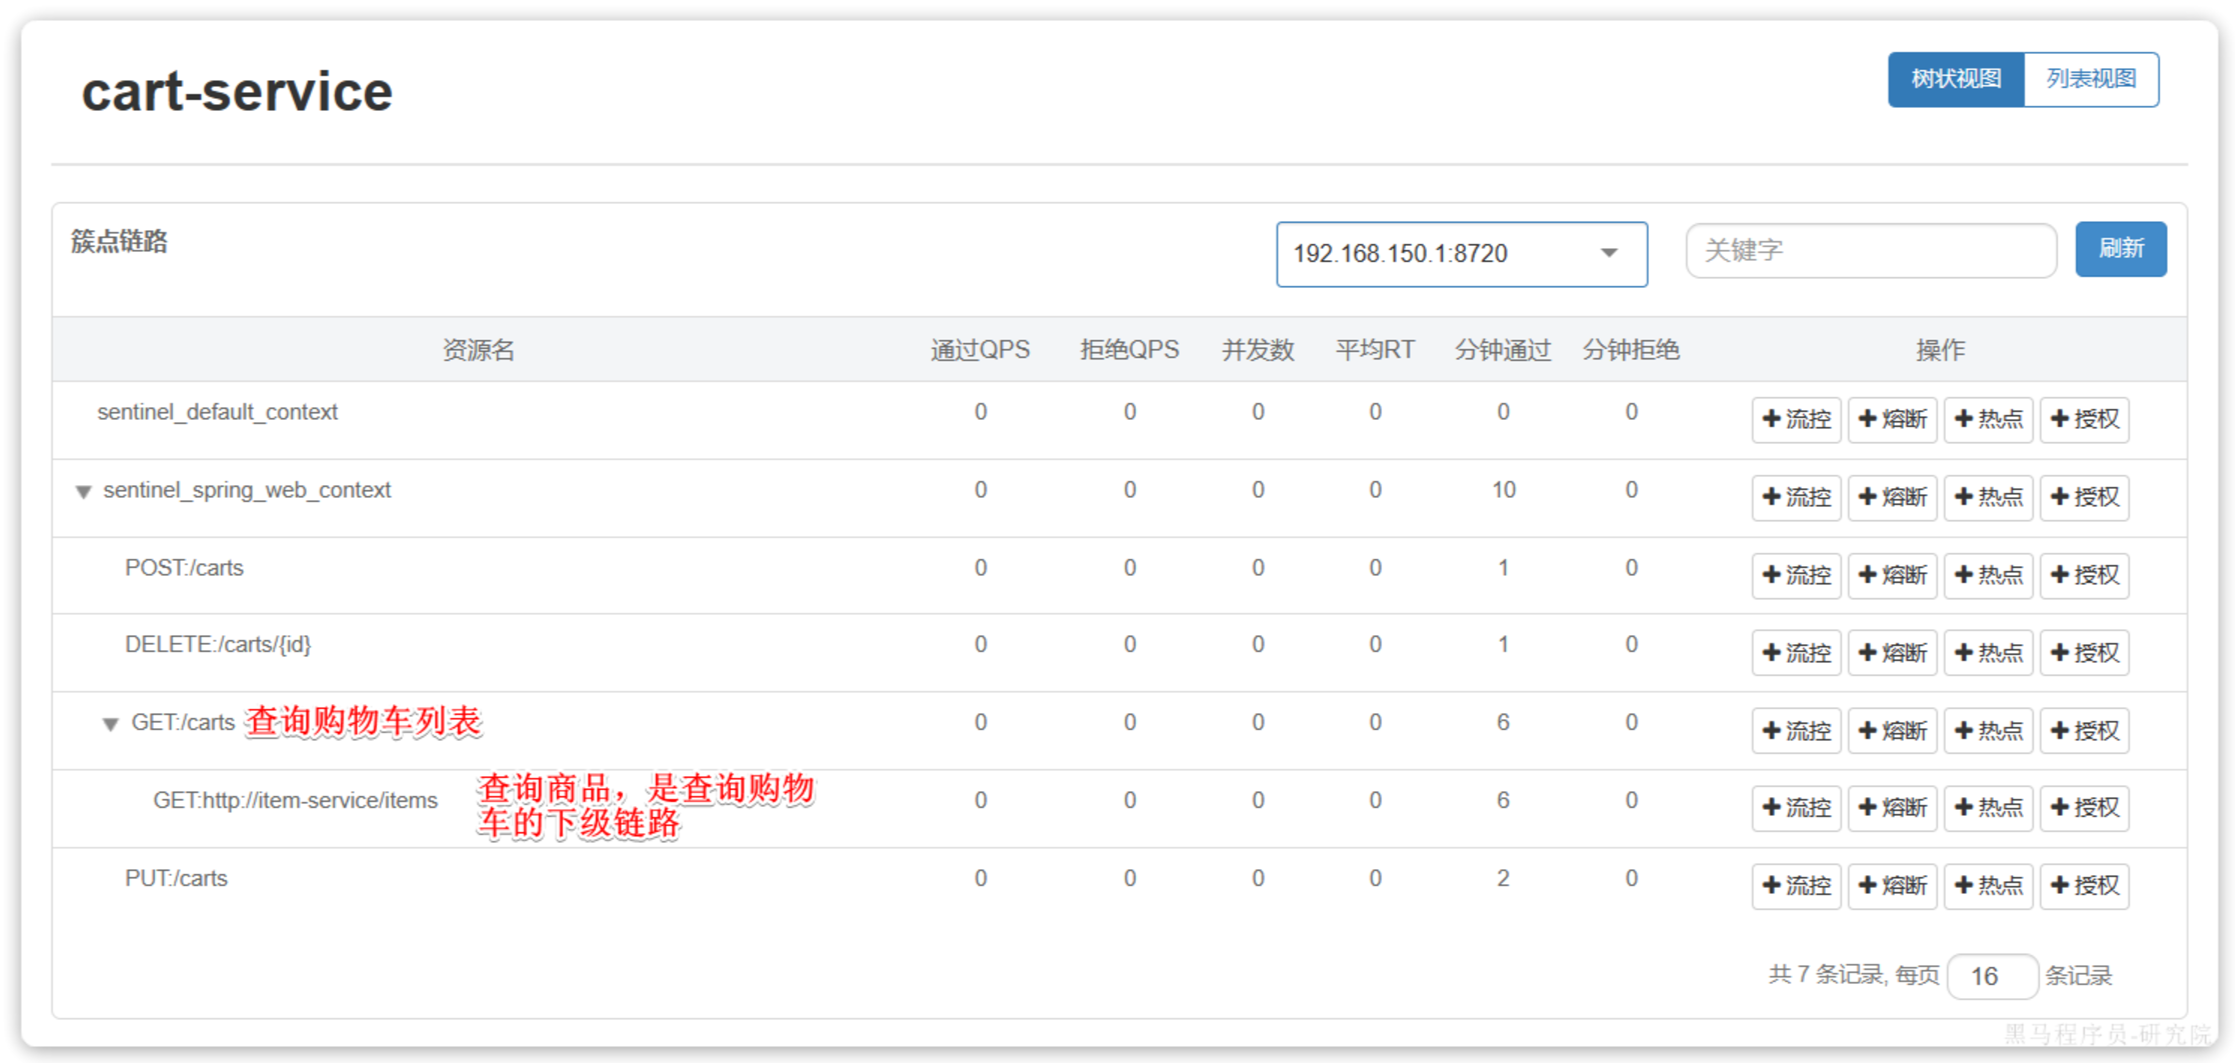 cart-service
树状视图 列表视图
簇点链路 192.168.150.1:8720 关键字 刷新
资源名 通过QPS 拒绝QPS 并发数 平均RT 分钟通过 分钟拒绝 操作
sentinel_default_context 0 0 0 0 0 0 流控 熔断 热点 授权
sentinel_spring_web_context 0 0 0 0 10 0 流控 熔断 热点 授权
POST:/carts 0 0 0 0 1 0 流控 熔断 热点 授权
DELETE:/carts/{id} 0 0 0 0 1 0 流控 熔断 热点 授权
GET:/carts 查询购物车列表 0 0 0 0 6 0 流控 熔断 热点 授权
GET:http://item-service/items 0 0 0 0 6 0 流控 熔断 热点 授权
查询商品，是查询购物
车的下级链路
PUT:/carts 0 0 0 0 2 0 流控 熔断 热点 授权
共 7 条记录, 每页 16 条记录
黑马程序员-研究院